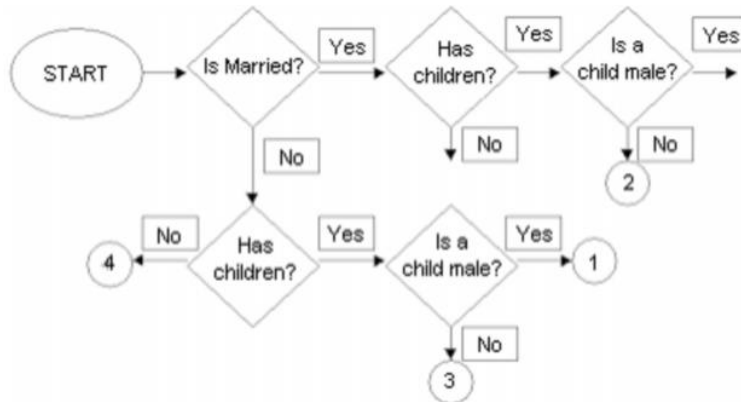 START
Is Married?
Yes
Has
children?
Yes
Is a
child male?
Yes
No
No
No
2
4
No
Has
children?
Yes
Is a
child male?
Yes
1
No
3